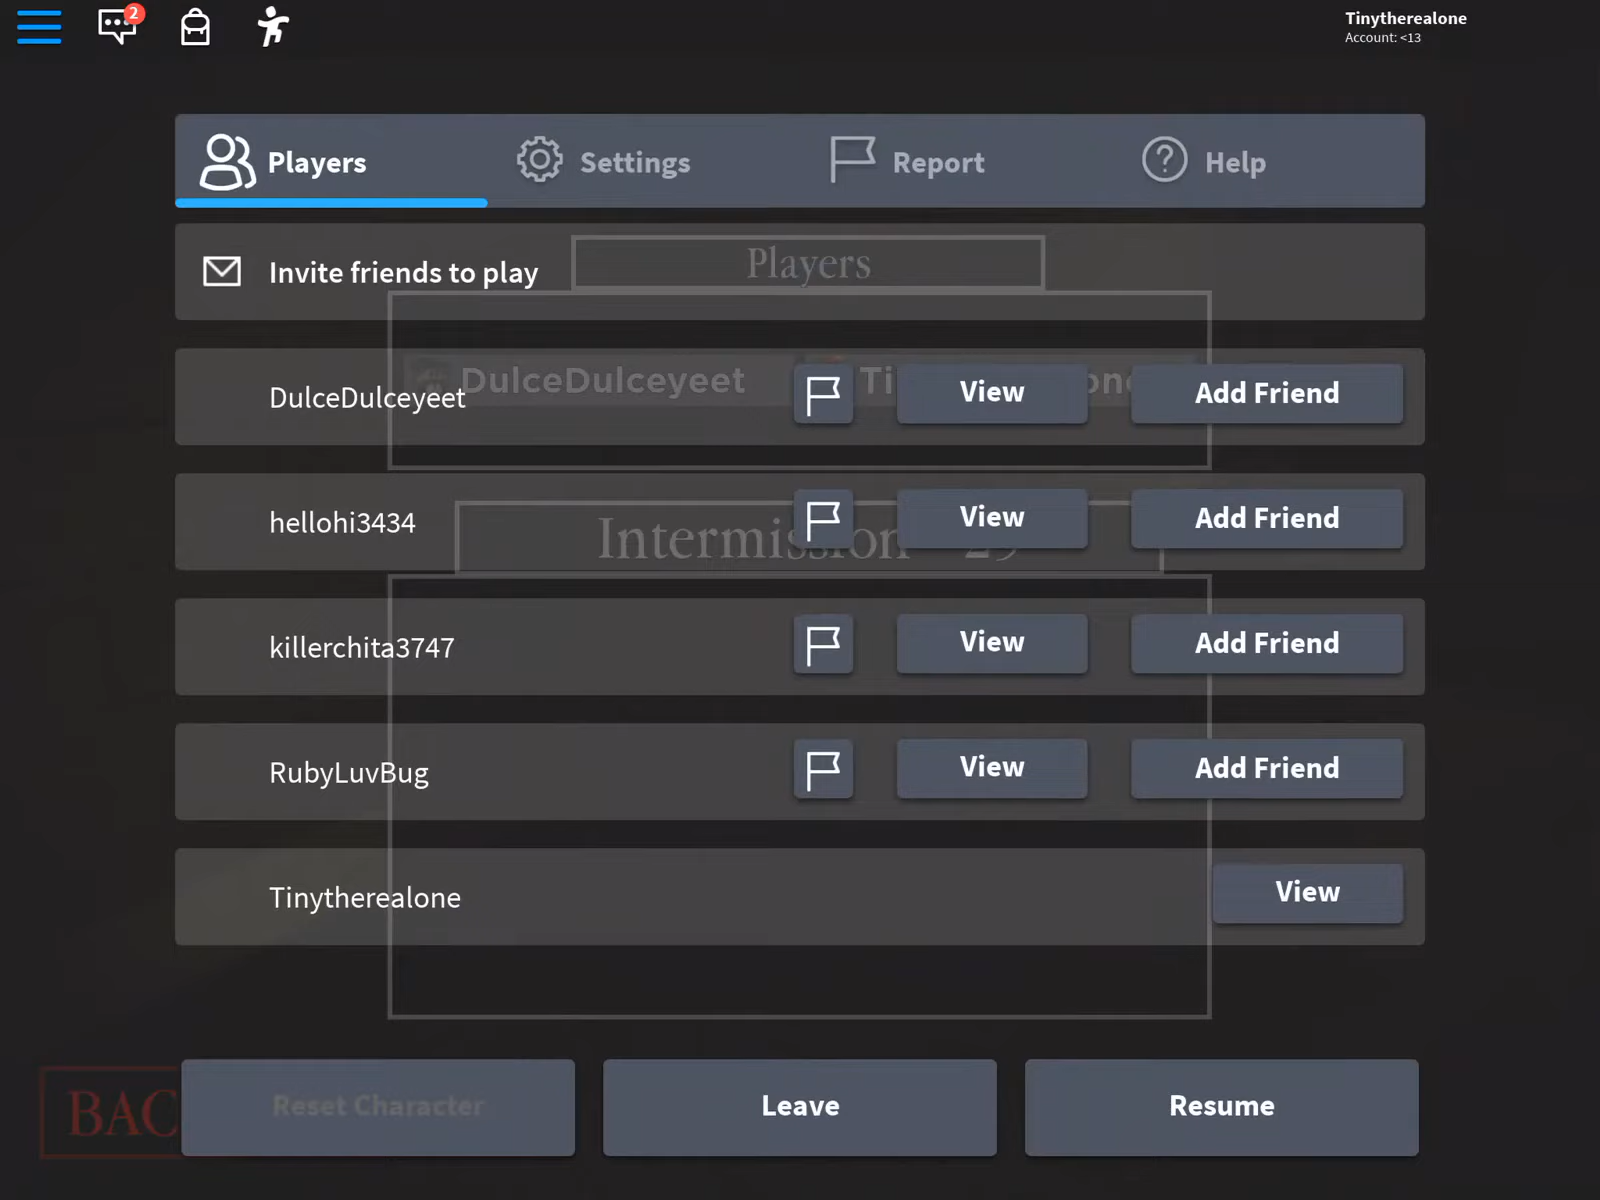 2
Tinytherealone
Account: <13
Players
Settings
Report
Help
Invite friends to play
Players
DulceDulceyeet
DulceDulceyeet
View
Add Friend
hellohi3434
Intermission
View
Add Friend
killerchita3747
View
Add Friend
RubyLuvBug
View
Add Friend
Tinytherealone
View
BAC
Reset Character
Leave
Resume